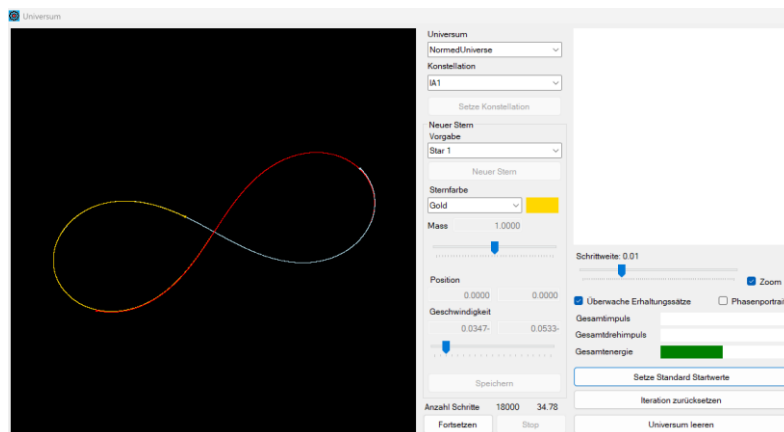 Universum
Universum
NormedUniverse
Konstellation
IA1
Setze Konstellation
Neuer Stern
Vorgabe
Star 1
Neuer Stern
Sternfarbe
Gold
Mass 1.0000
Position
0.0000 0.0000
Geschwindigkeit
0.0347- 0.0533-
Speichern
Anzahl Schritte 18000 34.78
Fortsetzen Stop
Schrittweite: 0.01
Zoom
Überwache Erhaltungssätze Phasenportrai
Gesamtimpuls
Gesamtdrehimpuls
Gesamtenergie
Setze Standard Startwerte
Iteration zurücksetzen
Universum leeren